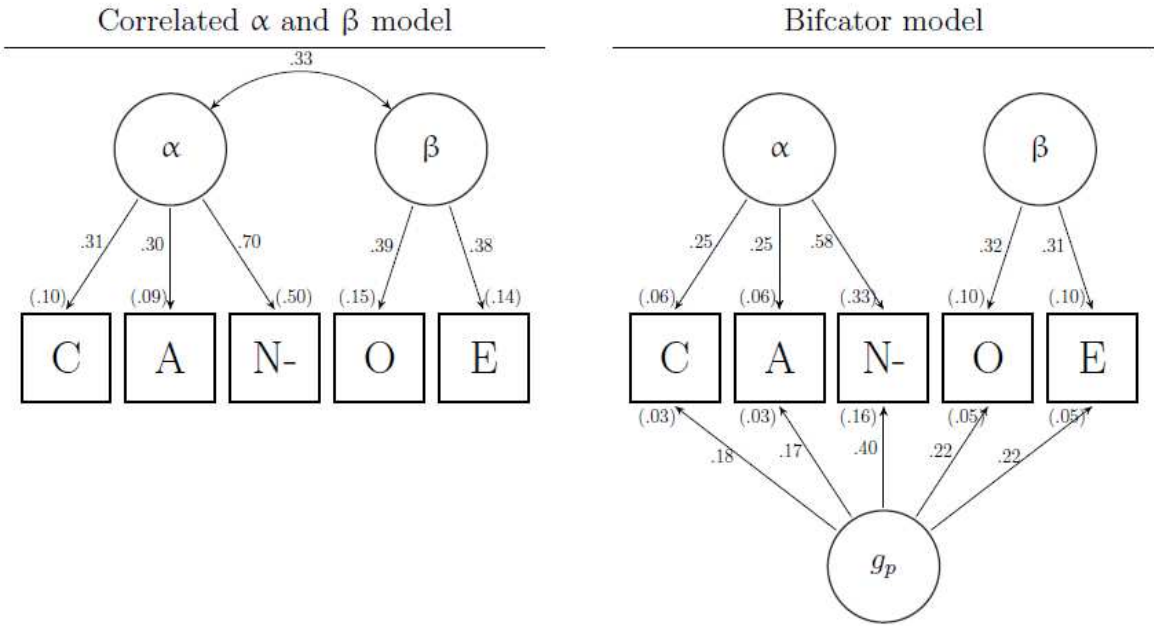 Correlated α and β model
.33
α
β
.31
.30
.70
.39
.38
(.10)
(.09)
(.50)
(.15)
(.14)
C
A
N-
O
E
Bifcator model
α
β
.25
.25
.58
.32
.31
(.06)
(.06)
(.33)
(.10)
(.10)
C
A
N-
O
E
(.03)
(.03)
(.16)
(.05)
(.05)
.18
.17
.40
.22
.22
gp